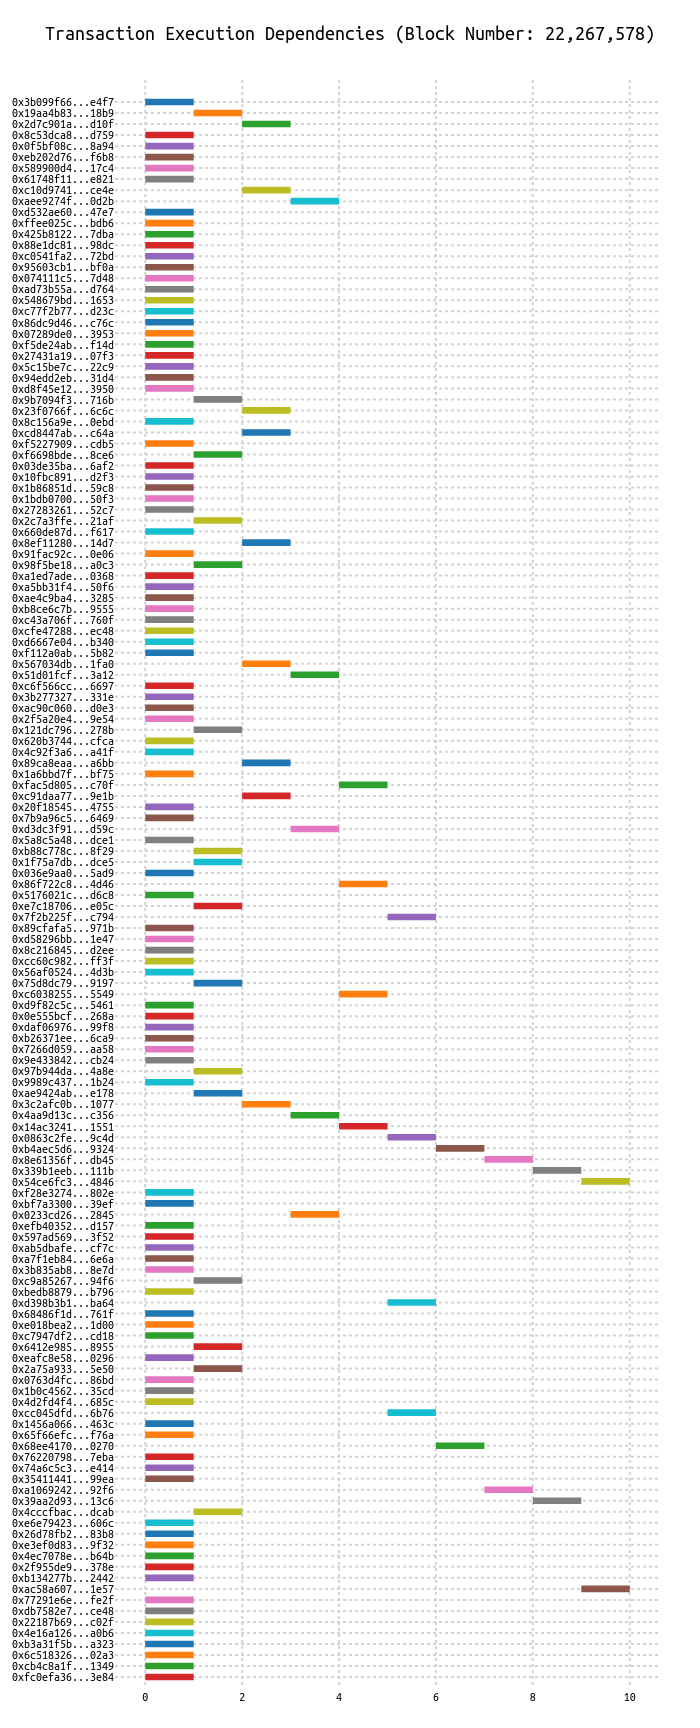 Transaction Execution Dependencies (Block Number: 22,267,578)
0x3b099f66...e4f7
0x19aa4b83...18b9
0x2d7c901a...d10f
0x8c53dca8...d759
0x0f5bf08c...8a94
0xeb202d76...f6b8
0x589900d4...17c4
0x61748f11...e821
0xc10d9741...ce4e
0xaee9274f...0d2b
0xd532ae60...47e7
0xffee025c...bdb6
0x425b8122...7dba
0x88e1dc81...98dc
0xc0541fa2...72bd
0x95603cb1...bf0a
0x074111c5...7d48
0xad73b55a...d764
0x548679bd...1653
0xc77f2b77...d23c
0x86dc9d46...c76c
0x07289de0...3953
0xf5de24ab...f14d
0x27431a19...07f3
0x5c15be7c...22c9
0x94edd2eb...31d4
0xd8f45e12...3950
0x9b7094f3...716b
0x23f0766f...6c6c
0x8c156a9e...0ebd
0xcd8447ab...c64a
0xf5227909...cdb5
0xf6698bde...8ce6
0x03de35ba...6af2
0x10fbc891...d2f3
0x1b86851d...59c8
0x1bdb0700...50f3
0x27283261...52c7
0x2c7a3ffe...21af
0x660de87d...f617
0x8ef11280...14d7
0x91fac92c...0e06
0x98f5be18...a0c3
0xa1ed7ade...0368
0xa5bb31f4...50f6
0xae4c9ba4...3285
0xb8ce6c7b...9555
0xc43a706f...760f
0xcfe47288...ec48
0xd6667e04...b340
0xf112a0ab...5b82
0x567034db...1fa0
0x51d01fcf...3a12
0xc6f566cc...6697
0x3b277327...331e
0xac90c060...d0e3
0x2f5a20e4...9e54
0x121dc796...278b
0x620b3744...cfca
0x4c92f3a6...a41f
0x89ca8eaa...a6bb
0x1a6bbd7f...bf75
0xfac5d805...c70f
0xc91daa77...9e1b
0x20f18545...4755
0x7b9a96c5...6469
0xd3dc3f91...d59c
0x5a8c5a48...dce1
0xb88c778c...8f29
0x1f75a7db...dce5
0x036e9aa0...5ad9
0x86f722c8...4d46
0x5176021c...d6c8
0xe7c18706...e05c
0x7f2b225f...c794
0x89cfafa5...971b
0xd58296bb...1e47
0x8c216845...d2ee
0xcc60c982...ff3f
0x56af0524...4d3b
0x75d8dc79...9197
0xc6038255...5549
0xd9f82c5c...5461
0x0e555bcf...268a
0xdaf06976...99f8
0xb26371ee...6ca9
0x7266d059...aa58
0x9e433842...cb24
0x97b944da...4a8e
0x9989c437...1b24
0xae9424ab...e178
0x3c2afc0b...1077
0x4aa9d13c...c356
0x14ac3241...1551
0x0863c2fe...9c4d
0xb4aec5d6...9324
0x8e61356f...db45
0x339b1eeb...111b
0x54ce6fc3...4846
0xf28e3274...802e
0xbf7a3300...39ef
0x0233cd26...2845
0xefb40352...d157
0x597ad569...3f52
0xab5dbafe...cf7c
0xa7f1eb84...6e6a
0x3b835ab8...8e7d
0xc9a85267...94f6
0xbedb8879...b796
0xd398b3b1...ba64
0x68486f1d...761f
0xe018bea2...1d00
0xc7947df2...cd18
0x6412e985...8955
0xeafc8e58...0296
0x2a75a933...5e50
0x0763d4fc...86bd
0x1b0c4562...35cd
0x4d2fd4f4...685c
0xcc045dfd...6b76
0x1456a066...463c
0x65f66efc...f76a
0x68ee4170...0270
0x76220798...7eba
0x74a6c5c3...e414
0x35411441...99ea
0xa1069242...92f6
0x39aa2d93...13c6
0x4cccfbac...dcab
0xe6e79423...606c
0x26d78fb2...83b8
0xe3ef0d83...9f32
0x4ec7078e...b64b
0x2f955de9...378e
0xb134277b...2442
0xac58a607...1e57
0x77291e6e...fe2f
0xdb7582e7...ce48
0x22187b69...c02f
0x4e16a126...a0b6
0xb3a31f5b...a323
0x6c518326...02a3
0xcb4c8a1f...1349
0xfc0efa36...3e84
0 2 4 6 8 10